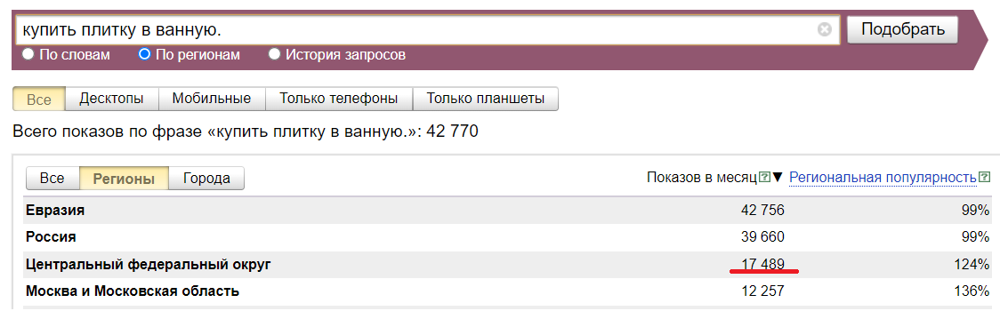 купить плитку в ванную.
Подобрать
По словам По регионам История запросов
Все Десктопы Мобильные Только телефоны Только планшеты
Всего показов по фразе «купить плитку в ванную.»: 42 770
Все Регионы Города Показов в месяц ? ▼ Региональная популярность ?
Евразия 42 756 99%
Россия 39 660 99%
Центральный федеральный округ 17 489 124%
Москва и Московская область 12 257 136%